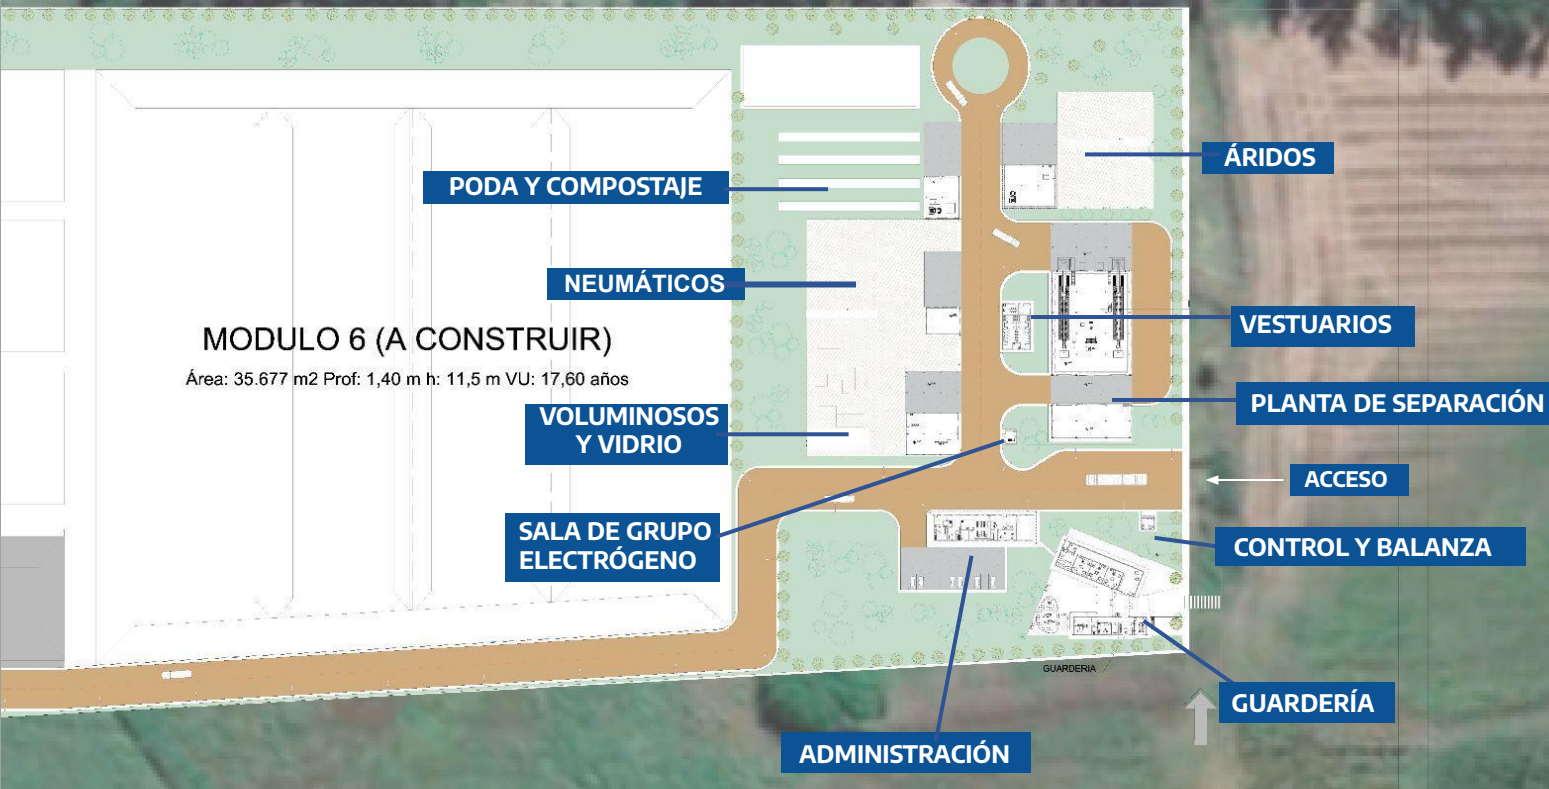 ÁRIDOS
PODA Y COMPOSTAJE
NEUMÁTICOS
VESTUARIOS
MODULO 6 (A CONSTRUIR)
Área: 35.677 m2 Prof: 1,40 m h: 11,5 m VU: 17,60 años
PLANTA DE SEPARACIÓN
VOLUMINOSOS
Y VIDRIO
ACCESO
SALA DE GRUPO
ELECTRÓGENO
CONTROL Y BALANZA
GUARDERIA
GUARDERÍA
ADMINISTRACIÓN